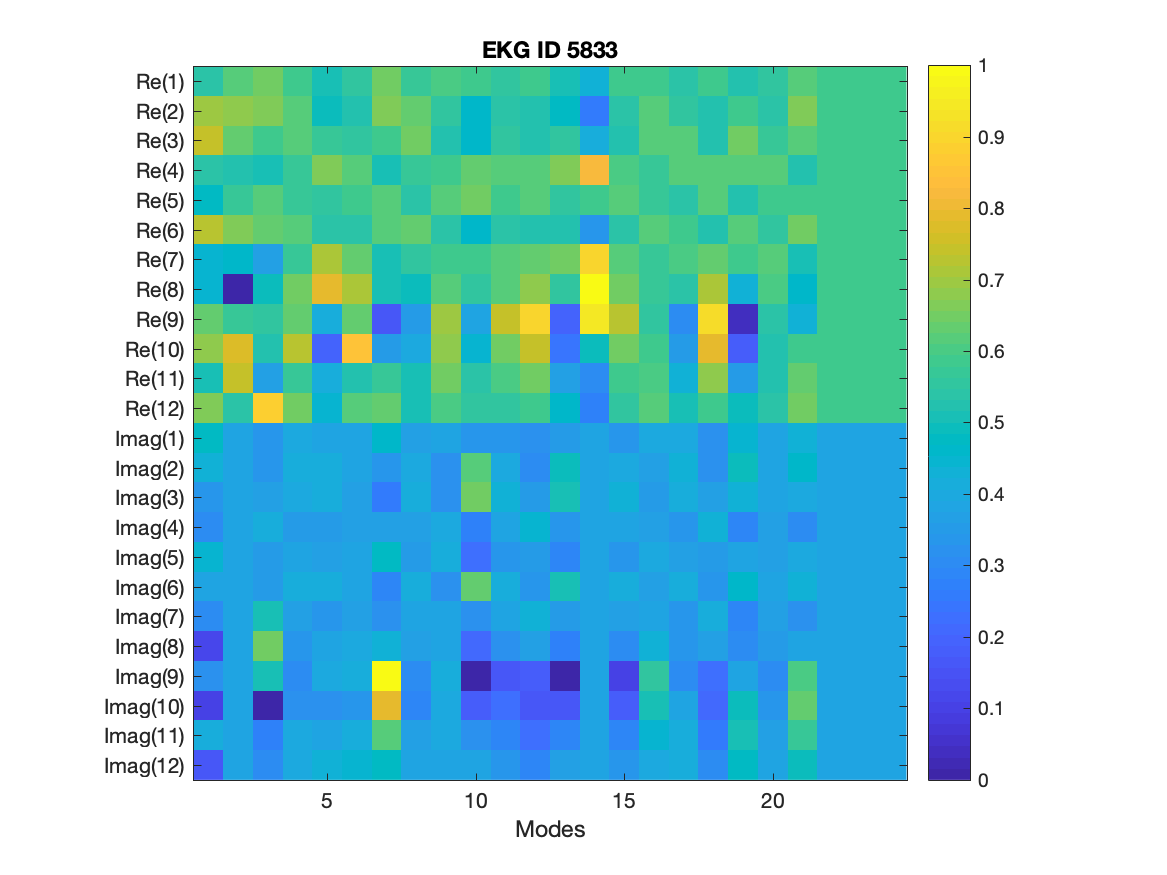 EKG ID 5833
Re(1)
Re(2)
Re(3)
Re(4)
Re(5)
Re(6)
Re(7)
Re(8)
Re(9)
Re(10)
Re(11)
Re(12)
Imag(1)
Imag(2)
Imag(3)
Imag(4)
Imag(5)
Imag(6)
Imag(7)
Imag(8)
Imag(9)
Imag(10)
Imag(11)
Imag(12)
5 10 15 20
Modes
1
0.9
0.8
0.7
0.6
0.5
0.4
0.3
0.2
0.1
0